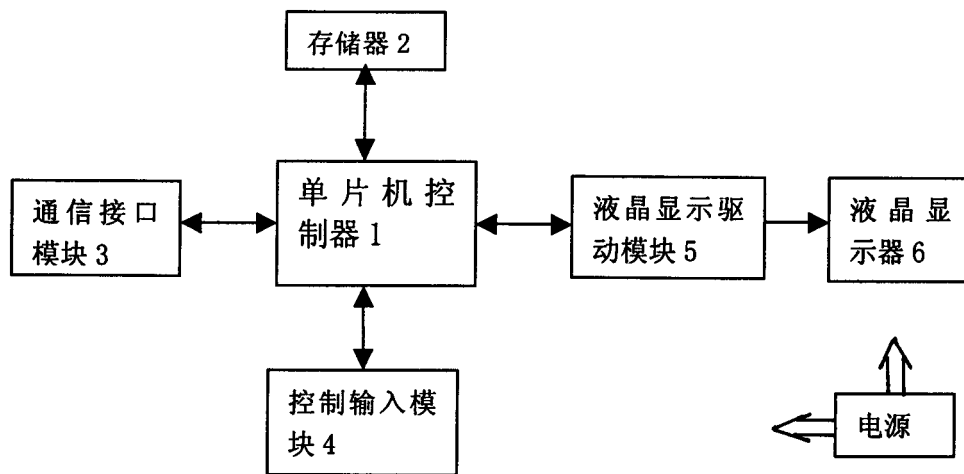 存储器 2
通信接口
模块 3
单片机控
制器 1
液晶显示驱
动模块 5
液晶显
示器 6
控制输入模
块 4
电源